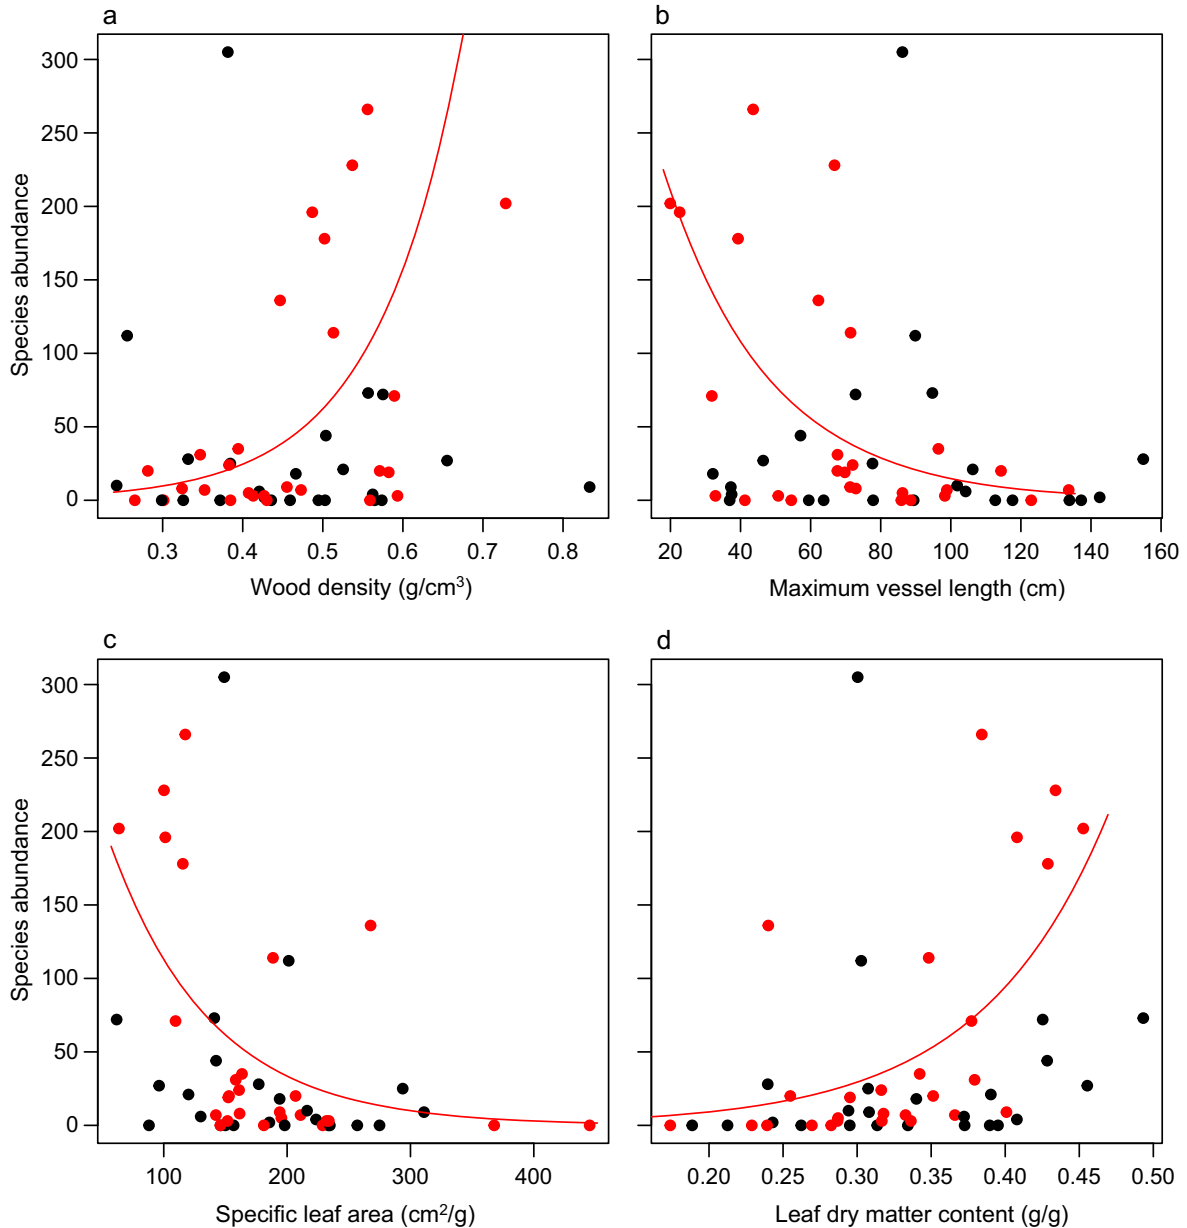 a
300
250
200
150
100
50
0
Species abundance
0.3 0.4 0.5 0.6 0.7 0.8
Wood density (g/cm³)
b
20 40 60 80 100 120 140 160
Maximum vessel length (cm)
c
300
250
200
150
100
50
0
Species abundance
100 200 300 400
Specific leaf area (cm²/g)
d
0.20 0.25 0.30 0.35 0.40 0.45 0.50
Leaf dry matter content (g/g)